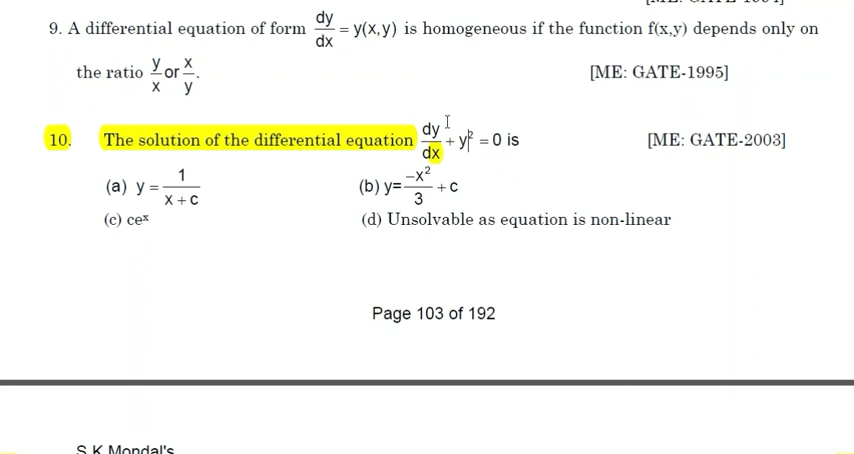 9. A differential equation of form dy/dx = y(x,y) is homogeneous if the function f(x,y) depends only on
the ratio y/x or x/y. [ME: GATE-1995]
10. The solution of the differential equation dy/dx + y² = 0 is [ME: GATE-2003]
(a) y = 1/(x + c) (b) y= -x²/3 + c
(c) ceˣ (d) Unsolvable as equation is non-linear
Page 103 of 192
S K Mondal's